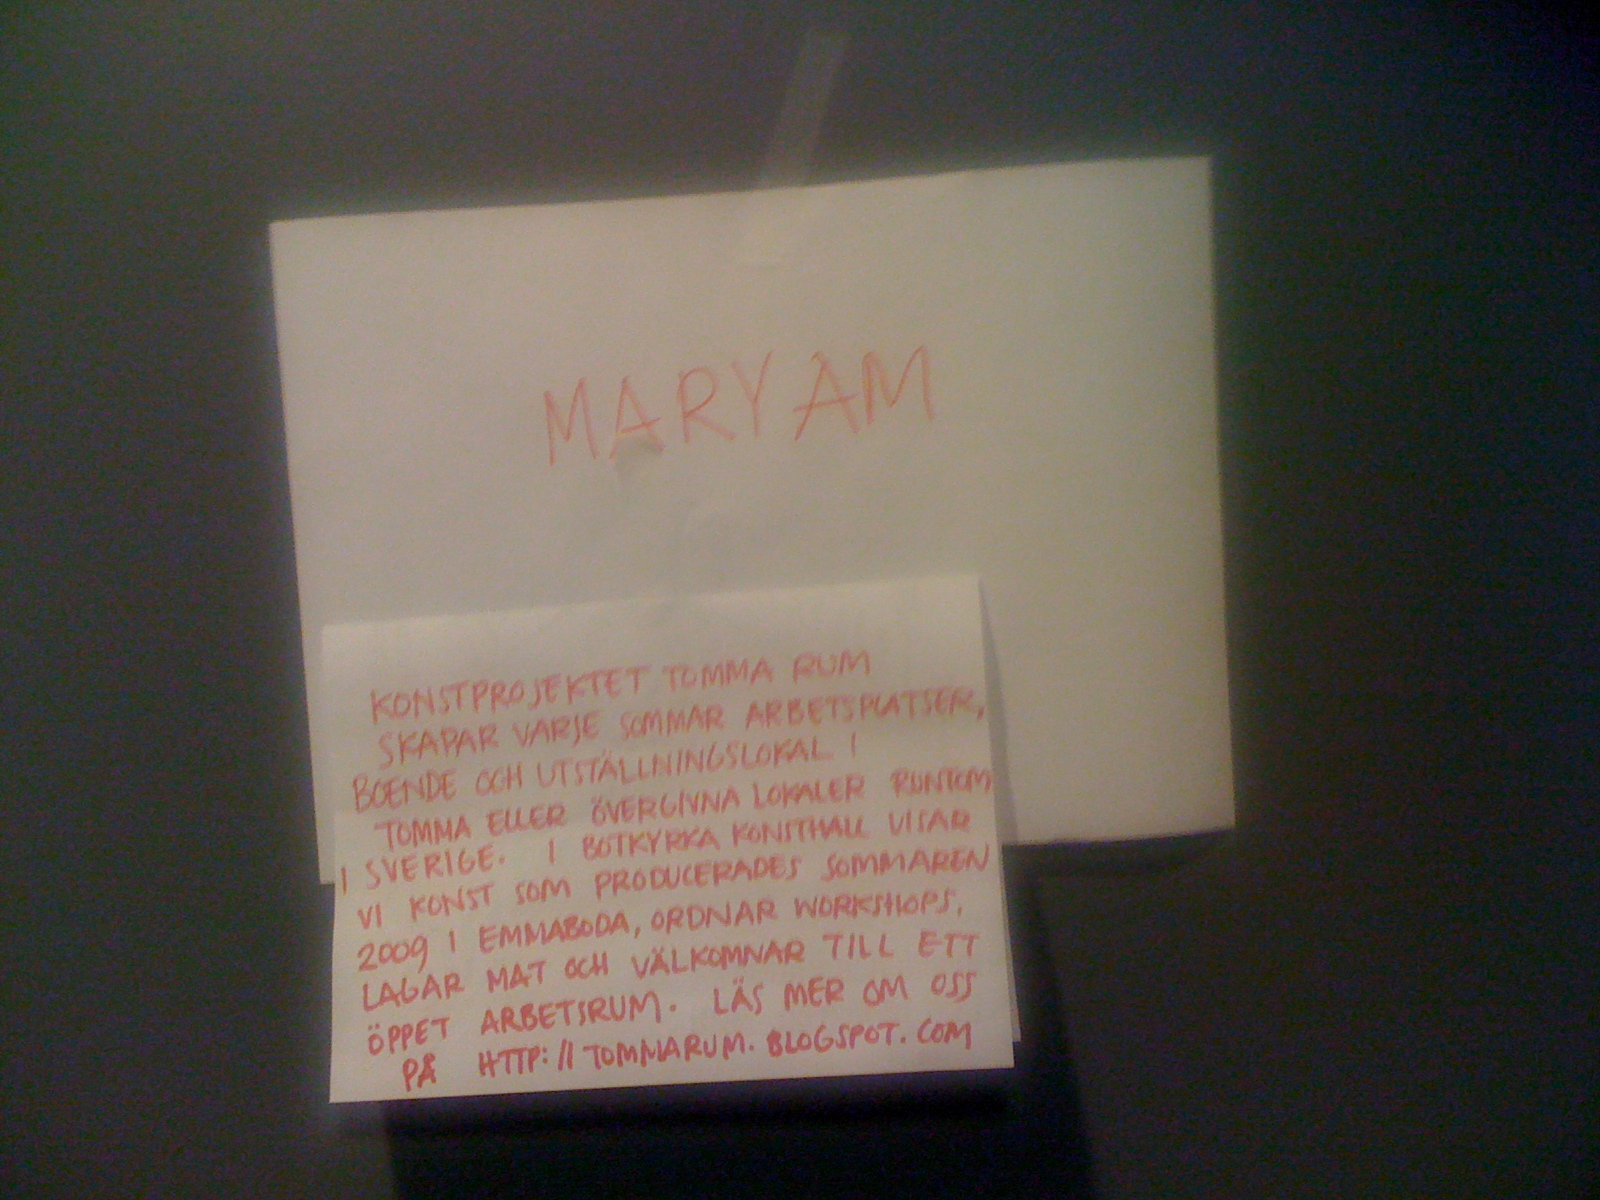 MARYAM
KONSTPROJEKTET TOMMA RUM
SKAPAR VARJE SOMMAR ARBETSPLATSER,
BOENDE OCH UTSTÄLLNINGSLOKAL I
TOMMA ELLER ÖVERGIVNA LOKALER RUNTOM
I SVERIGE. I BOTKYRKA KONSTHALL VISAR
VI KONST SOM PRODUCERADES SOMMAREN
2009 I EMMABODA, ORDNAR WORKSHOPS,
LAGAR MAT OCH VÄLKOMNAR TILL ETT
ÖPPET ARBETSRUM. LÄS MER OM OSS
PÅ HTTP://TOMMARUM.BLOGSPOT.COM